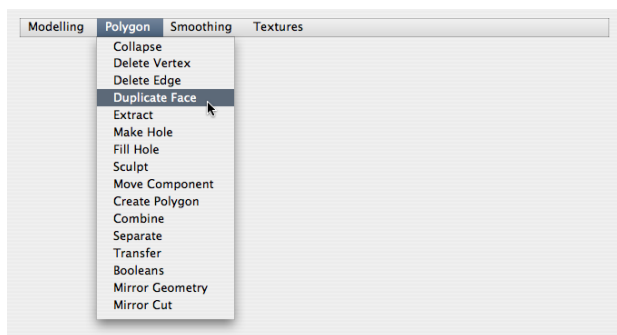 Modelling Polygon Smoothing Textures
Collapse
Delete Vertex
Delete Edge
Duplicate Face
Extract
Make Hole
Fill Hole
Sculpt
Move Component
Create Polygon
Combine
Separate
Transfer
Booleans
Mirror Geometry
Mirror Cut